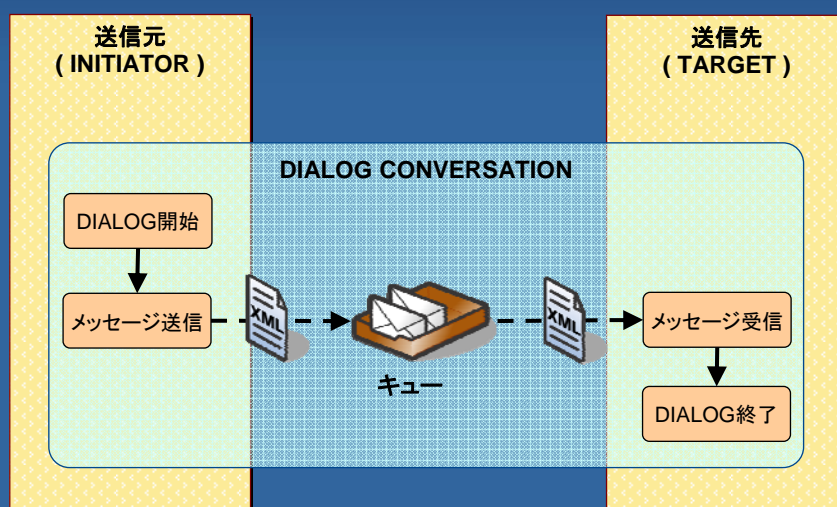 送信元
( INITIATOR )
送信先
( TARGET )
DIALOG CONVERSATION
DIALOG開始
メッセージ送信
XML
キュー
XML
メッセージ受信
DIALOG終了